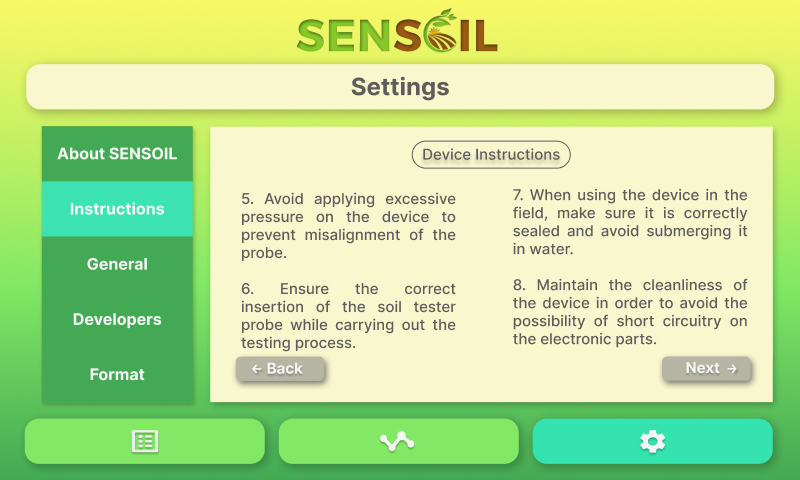 SENSOIL
Settings
About SENSOIL
Instructions
General
Developers
Format
Device Instructions
5. Avoid applying excessive
pressure on the device to
prevent misalignment of the
probe.
6. Ensure the correct
insertion of the soil tester
probe while carrying out the
testing process.
7. When using the device in the
field, make sure it is correctly
sealed and avoid submerging it
in water.
8. Maintain the cleanliness of
the device in order to avoid the
possibility of short circuitry on
the electronic parts.
← Back
Next →